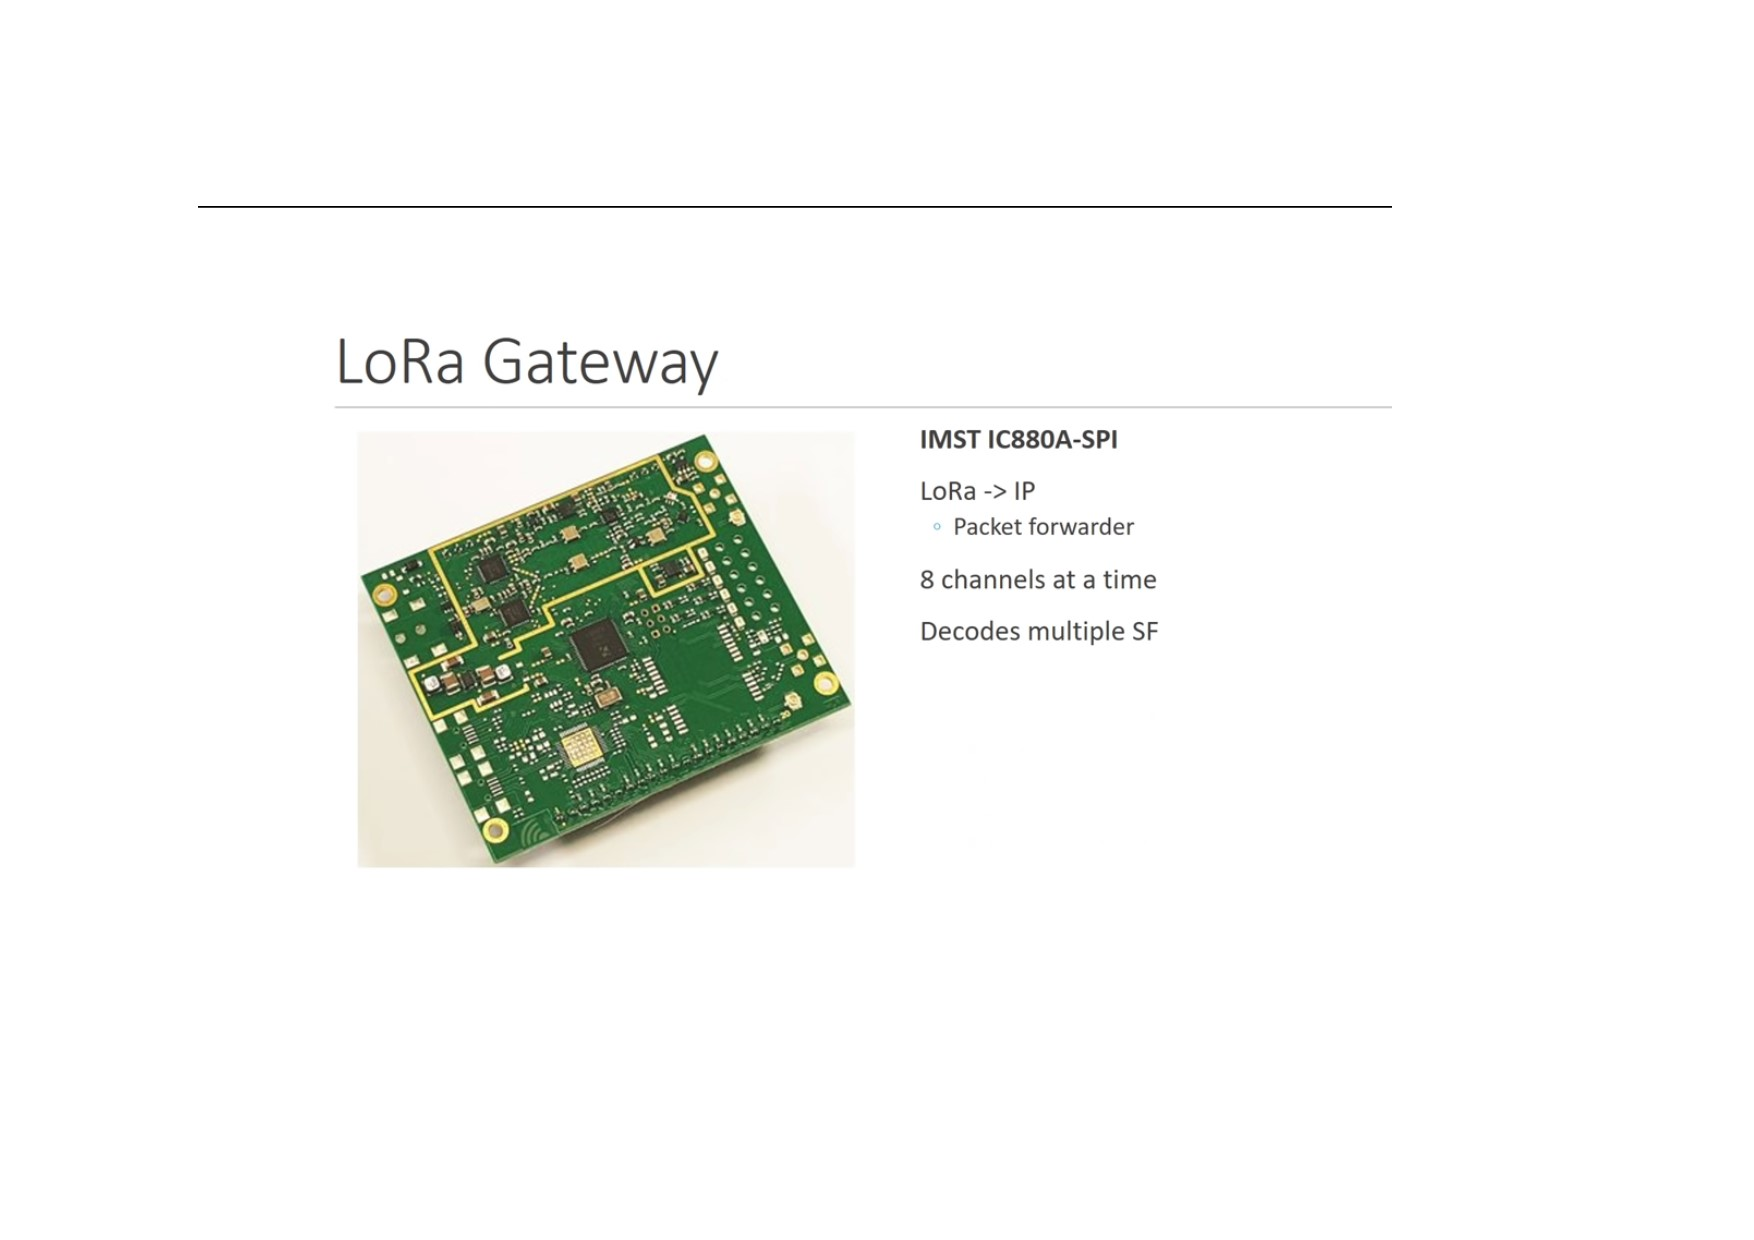 LoRa Gateway
IMST IC880A-SPI
LoRa -> IP
◦ Packet forwarder
8 channels at a time
Decodes multiple SF